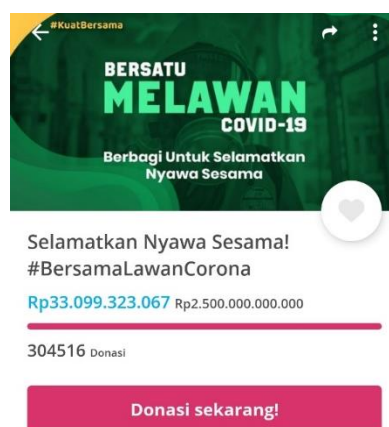 #KuatBersama
BERSATU
MELAWAN
COVID-19
Berbagi Untuk Selamatkan
Nyawa Sesama
Selamatkan Nyawa Sesama!
#BersamaLawanCorona
Rp33.099.323.067 Rp2.500.000.000.000
304516 Donasi
Donasi sekarang!